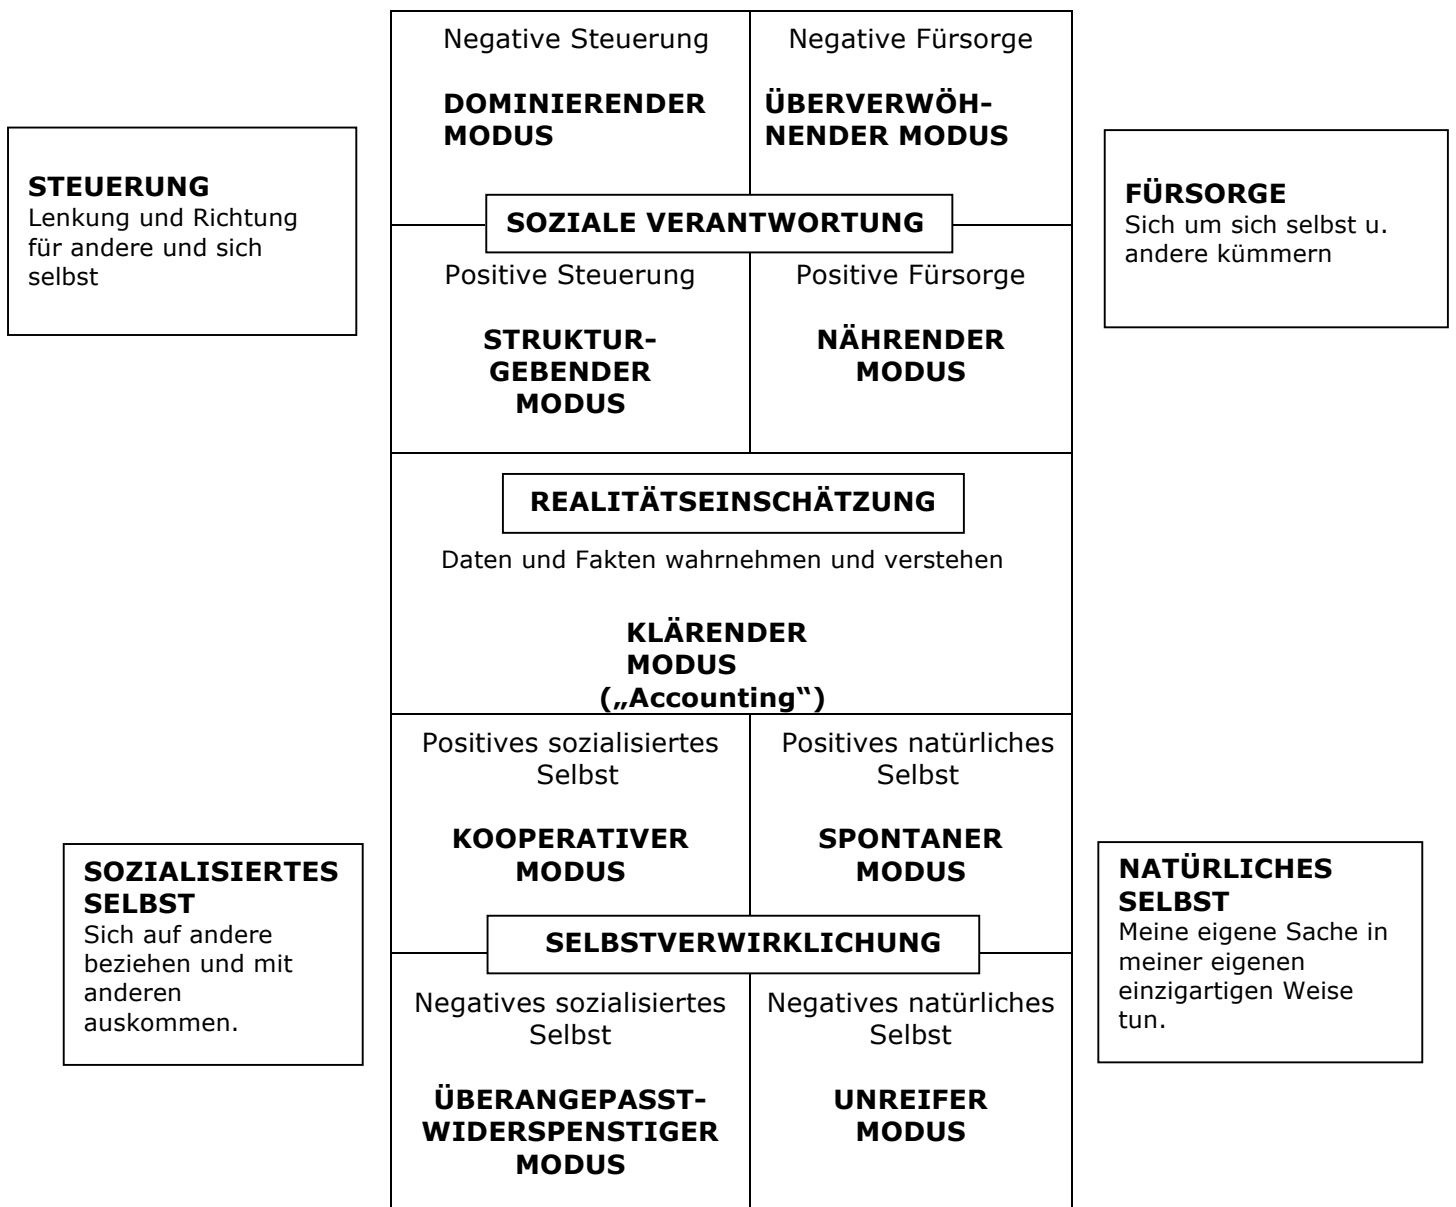 Negative Steuerung
DOMINIERENDER
MODUS
Negative Fürsorge
ÜBERVERWÖH-
NENDER MODUS
STEUERUNG
Lenkung und Richtung
für andere und sich
selbst
FÜRSORGE
Sich um sich selbst u.
andere kümmern
SOZIALE VERANTWORTUNG
Positive Steuerung
STRUKTUR-
GEBENDER
MODUS
Positive Fürsorge
NÄHRENDER
MODUS
REALITÄTSEINSCHÄTZUNG
Daten und Fakten wahrnehmen und verstehen
KLÄRENDER
MODUS
(„Accounting“)
Positives sozialisiertes
Selbst
KOOPERATIVER
MODUS
Positives natürliches
Selbst
SPONTANER
MODUS
SOZIALISIERTES
SELBST
Sich auf andere
beziehen und mit
anderen
auskommen.
NATÜRLICHES
SELBST
Meine eigene Sache in
meiner eigenen
einzigartigen Weise
tun.
SELBSTVERWIRKLICHUNG
Negatives sozialisiertes
Selbst
ÜBERANGEPASST-
WIDERSPENSTIGER
MODUS
Negatives natürliches
Selbst
UNREIFER
MODUS